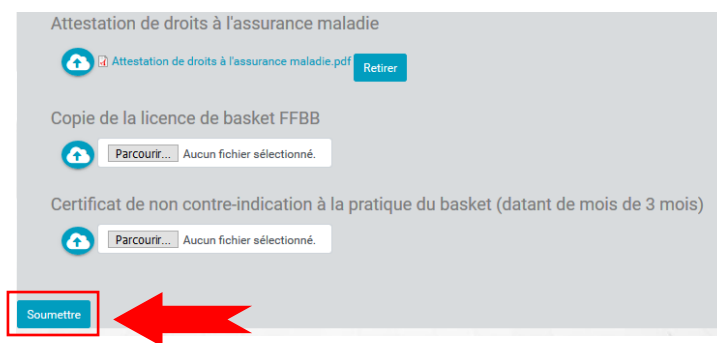 Attestation de droits à l'assurance maladie
Attestation de droits à l'assurance maladie.pdf Retirer
Copie de la licence de basket FFBB
Parcourir... Aucun fichier sélectionné.
Certificat de non contre-indication à la pratique du basket (datant de mois de 3 mois)
Parcourir... Aucun fichier sélectionné.
Soumettre